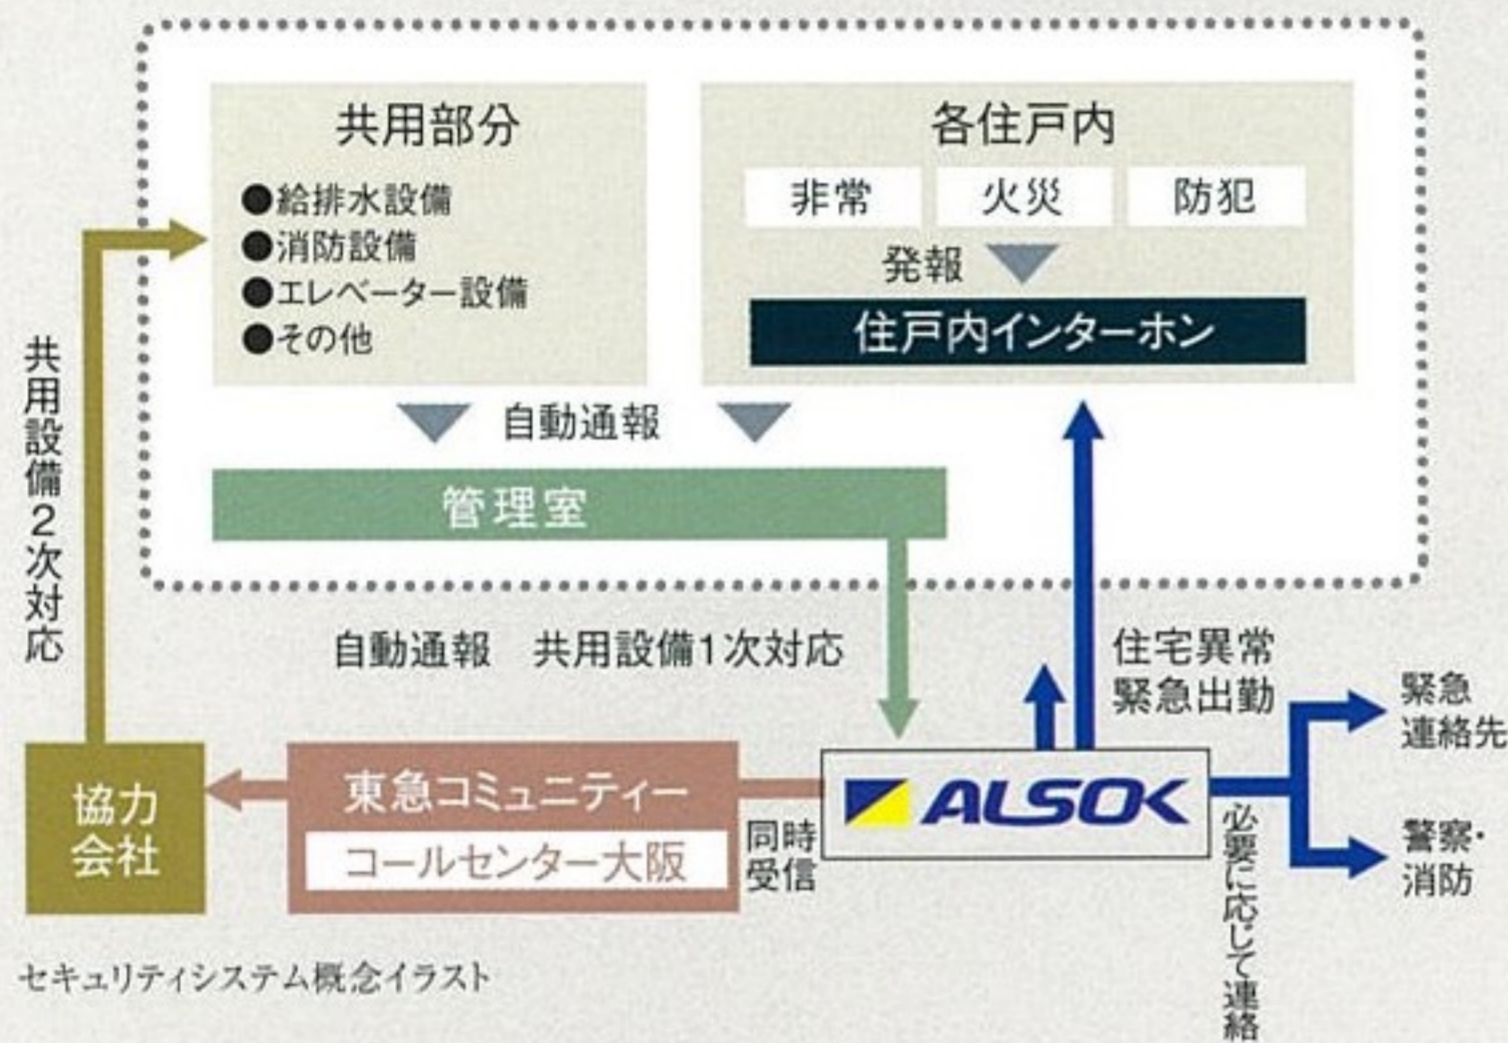 共用部分
●給排水設備
●消防設備
●エレベーター設備
●その他
各住戸内
非常 火災 防犯
発報
住戸内インターホン
自動通報
管理室
共用設備2次対応
自動通報 共用設備1次対応
住宅異常
緊急出勤
緊急
連絡先
協力
会社
東急コミュニティー
コールセンター大阪
同時
受信
ALSOK
必要に応じて連絡
警察・
消防
セキュリティシステム概念イラスト